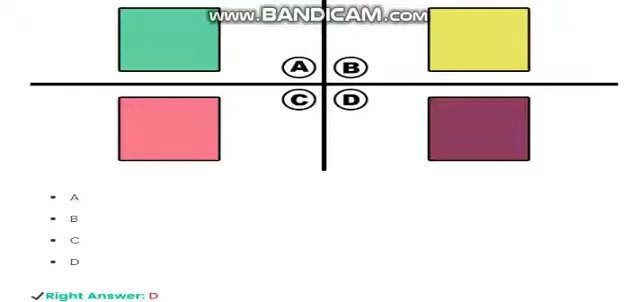 www.BANDICAM.com
A B
C D
• A
• B
• C
• D
✓Right Answer: D